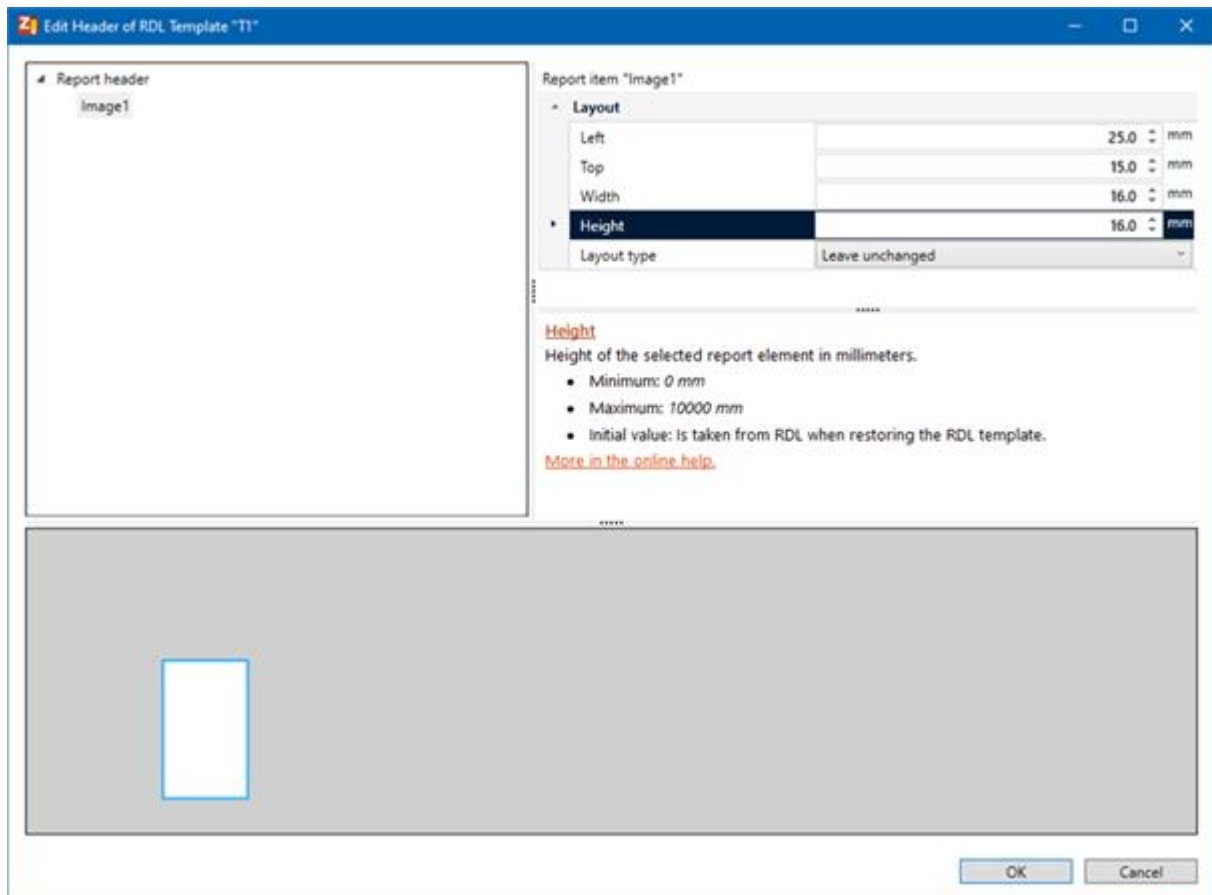 Edit Header of RDL Template "T1"
Report header
Image1
Report item "Image1"
Layout
Left 25.0 mm
Top 15.0 mm
Width 16.0 mm
Height 16.0 mm
Layout type Leave unchanged
Height
Height of the selected report element in millimeters.
• Minimum: 0 mm
• Maximum: 10000 mm
• Initial value: Is taken from RDL when restoring the RDL template.
More in the online help.
OK Cancel